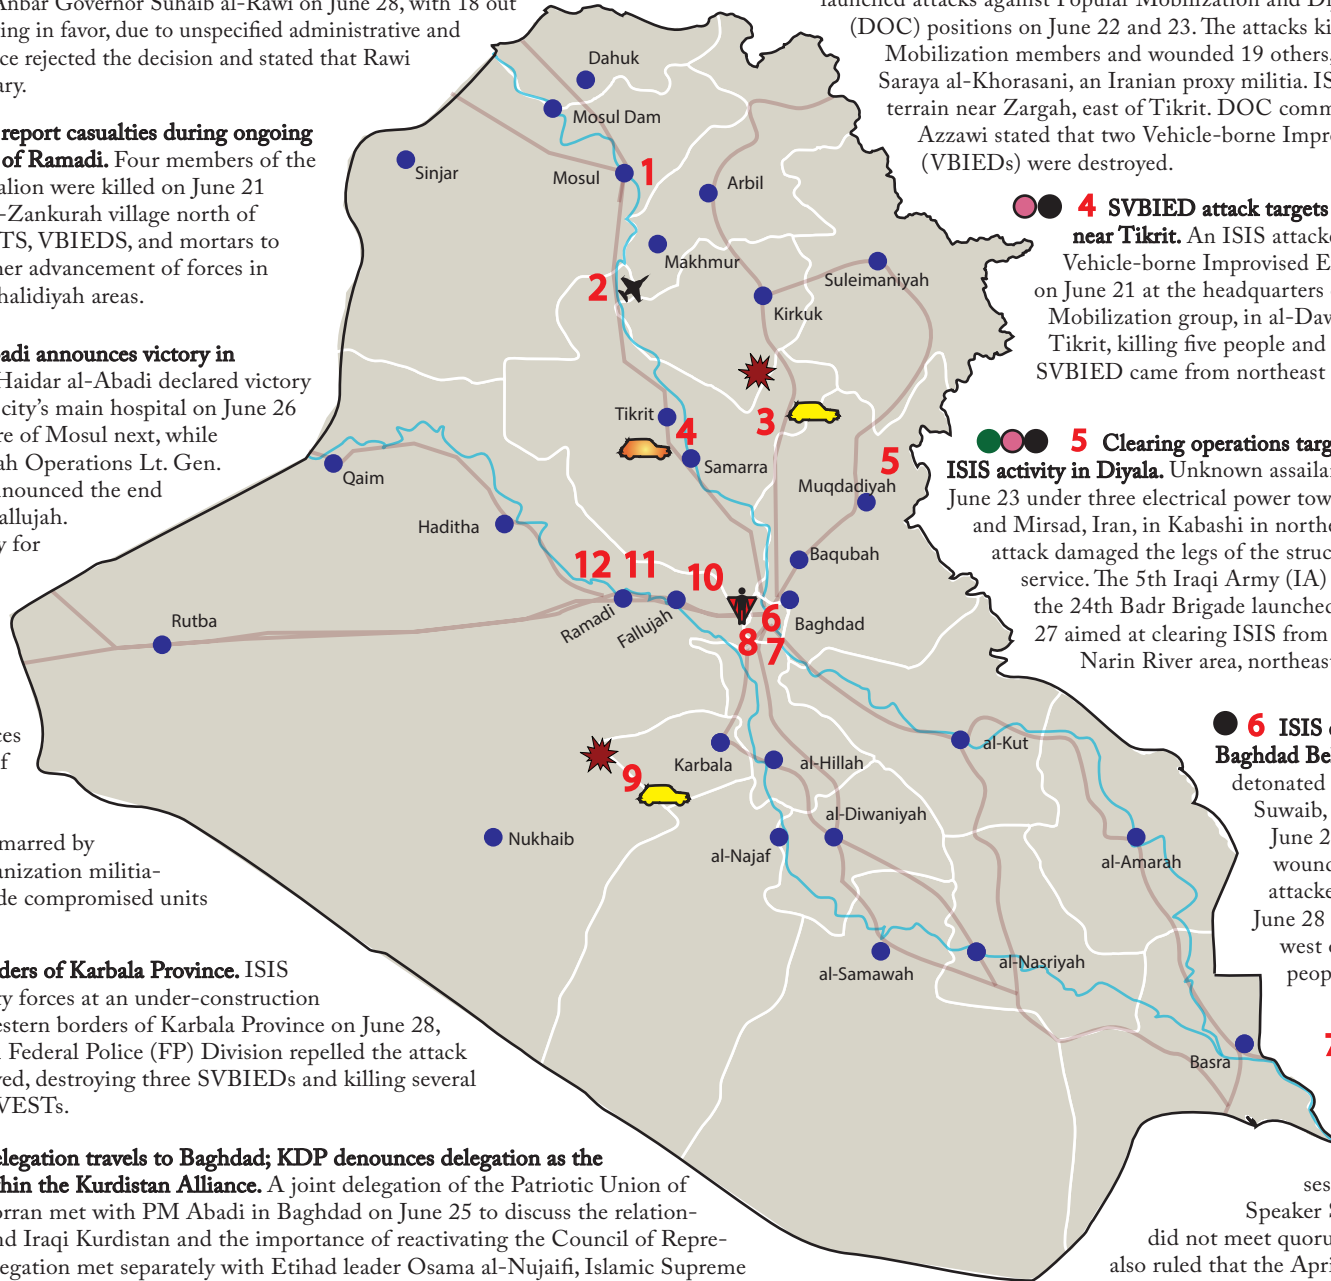 Anbar Governor Suhaib al-Rawi on June 28, with 18 out
ing in favor, due to unspecified administrative and
ce rejected the decision and stated that Rawi
ary.
report casualties during ongoing
of Ramadi. Four members of the
alion were killed on June 21
-Zankurah village north of
TS, VBIEDS, and mortars to
her advancement of forces in
halidiyah areas.
adi announces victory in
Haidar al-Abadi declared victory
city's main hospital on June 26
re of Mosul next, while
ah Operations Lt. Gen.
nnounced the end
allujah.
y for
ces
f
marred by
anization militia-
de compromised units
ders of Karbala Province. ISIS
ty forces at an under-construction
estern borders of Karbala Province on June 28,
Federal Police (FP) Division repelled the attack
ved, destroying three SVBIEDs and killing several
VESTs.
elegation travels to Baghdad; KDP denounces delegation as the
hin the Kurdistan Alliance. A joint delegation of the Patriotic Union of
orran met with PM Abadi in Baghdad on June 25 to discuss the relation-
nd Iraqi Kurdistan and the importance of reactivating the Council of Repre-
egation met separately with Etihad leader Osama al-Nujaifi, Islamic Supreme
Dahuk
Mosul Dam
Sinjar
Mosul
1
Arbil
Makhmur
2
Suleimaniyah
Kirkuk
Tikrit
4
3
Samarra
5
Muqdadiyah
Qaim
Haditha
Baqubah
12
11
10
Ramadi
Fallujah
6
Baghdad
8
7
Rutba
Karbala
al-Hillah
al-Kut
9
al-Diwaniyah
Nukhaib
al-Najaf
al-Amarah
al-Samawah
al-Nasriyah
Basra
launched attacks against Popular Mobilization and Di
(DOC) positions on June 22 and 23. The attacks ki
Mobilization members and wounded 19 others,
Saraya al-Khorasani, an Iranian proxy militia. IS
terrain near Zargah, east of Tikrit. DOC comm
Azzawi stated that two Vehicle-borne Impro
(VBIEDs) were destroyed.
4 SVBIED attack targets
near Tikrit. An ISIS attacke
Vehicle-borne Improvised E
on June 21 at the headquarters
Mobilization group, in al-Daw
Tikrit, killing five people and
SVBIED came from northeast
5 Clearing operations targ
ISIS activity in Diyala. Unknown assailan
June 23 under three electrical power tow
and Mirsad, Iran, in Kabashi in northe
attack damaged the legs of the struc
service. The 5th Iraqi Army (IA)
the 24th Badr Brigade launched
27 aimed at clearing ISIS from
Narin River area, northeas
6 ISIS
Baghdad Be
detonated
Suwaib,
June 2
wound
attacke
June 28
west
peop
7
ses
Speaker S
did not meet quoru
also ruled that the Apri